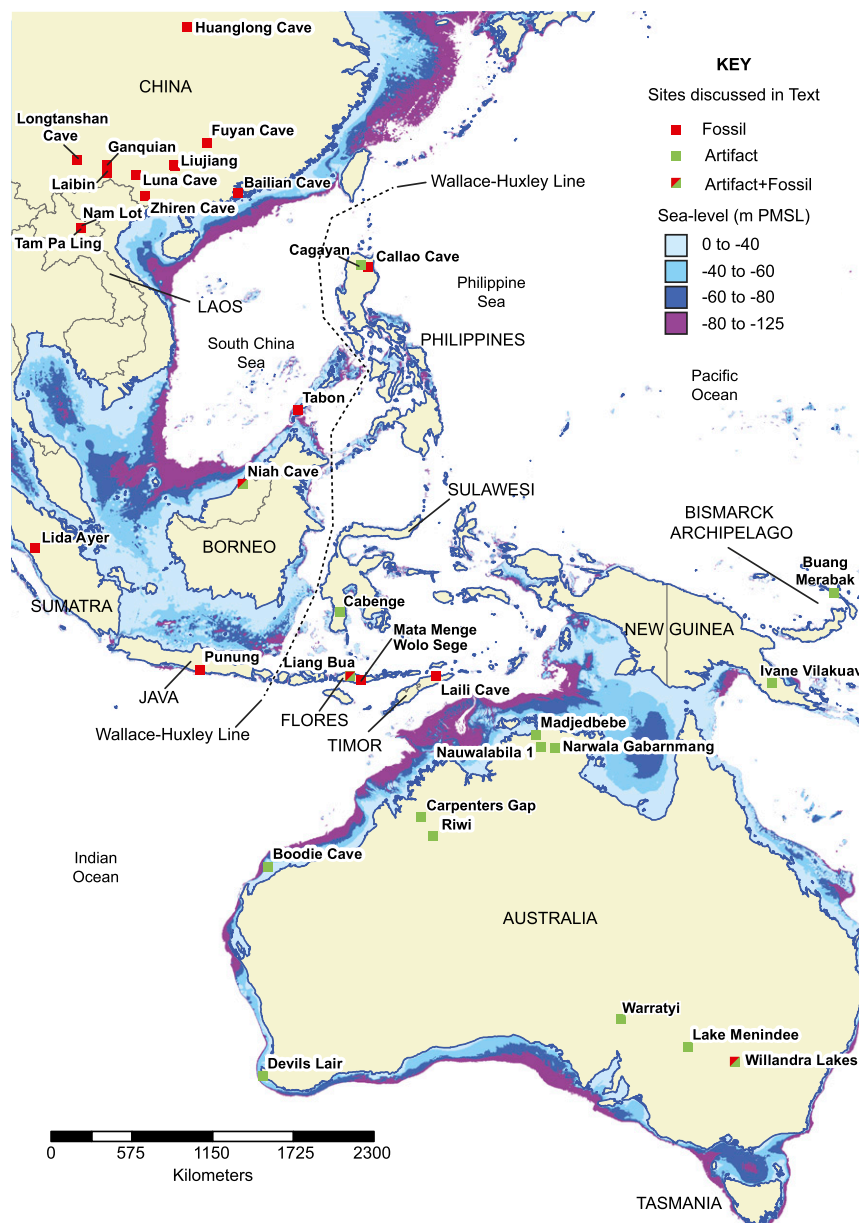 Huanglong Cave
KEY
Sites discussed in Text
Fossil
Artifact
Artifact+Fossil
Sea-level (m PMSL)
0 to -40
-40 to -60
-60 to -80
-80 to -125
CHINA
Longtanshan
Cave
Ganquian
Fuyan Cave
Liujiang
Laibin
Luna Cave
Bailian Cave
Zhiren Cave
Nam Lot
Tam Pa Ling
Wallace-Huxley Line
Cagayan
Callao Cave
LAOS
Philippine
Sea
PHILIPPINES
South China
Sea
Pacific
Ocean
Tabon
Niah Cave
SULAWESI
BISMARCK
ARCHIPELAGO
Lida Ayer
BORNEO
Buang
Merabak
SUMATRA
Cabenge
Mata Menge
Wolo Sege
NEW GUINEA
Punung
Liang Bua
Ivane Vilakuav
JAVA
Laili Cave
FLORES
Wallace-Huxley Line
TIMOR
Madjedbebe
Nauwalabila 1
Narwala Gabarnmang
Carpenters Gap
Riwi
Boodie Cave
Indian
Ocean
AUSTRALIA
Warratyi
Lake Menindee
Willandra Lakes
Devils Lair
0 575 1150 1725 2300
Kilometers
TASMANIA